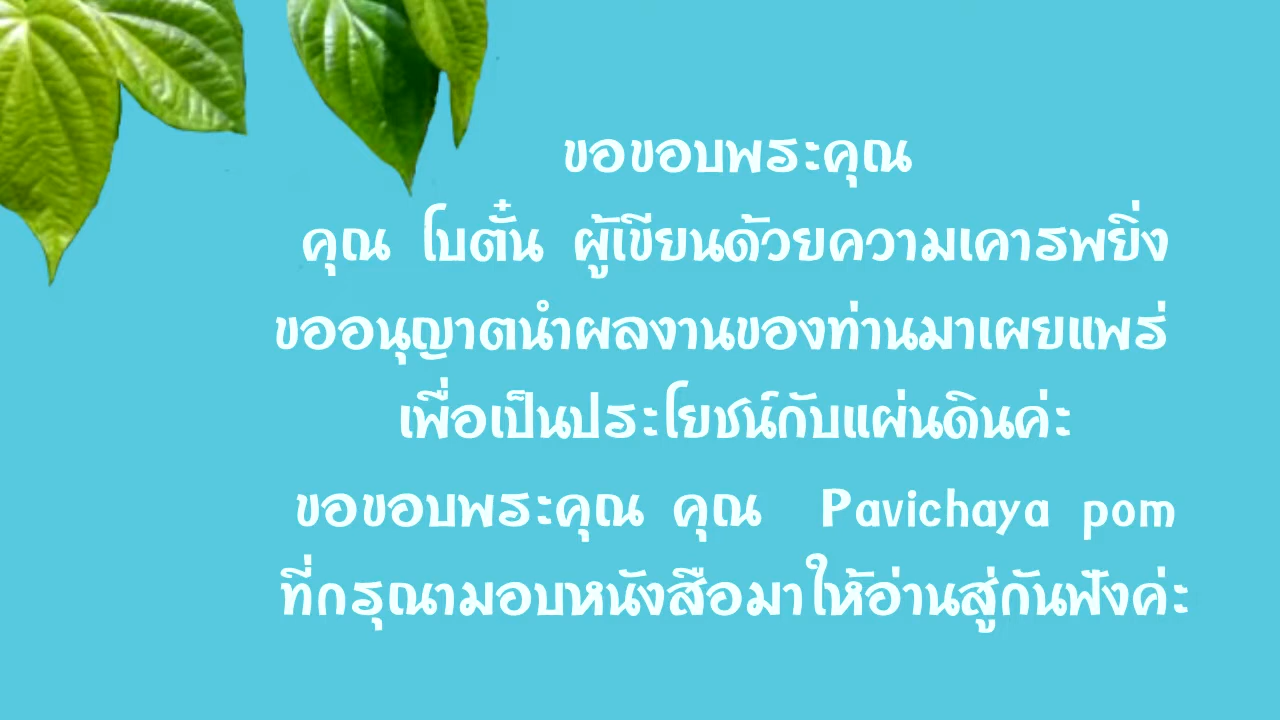 ขอขอบพระคุณ
คุณ โบตั๋น ผู้เขียนด้วยความเคารพยิ่ง
ขออนุญาตนำผลงานของท่านมาเผยแพร่
เพื่อเป็นประโยชน์กับแผ่นดินค่ะ
ขอขอบพระคุณ คุณ Pavichaya pom
ที่กรุณามอบหนังสือมาให้อ่านสู่กันฟังค่ะ